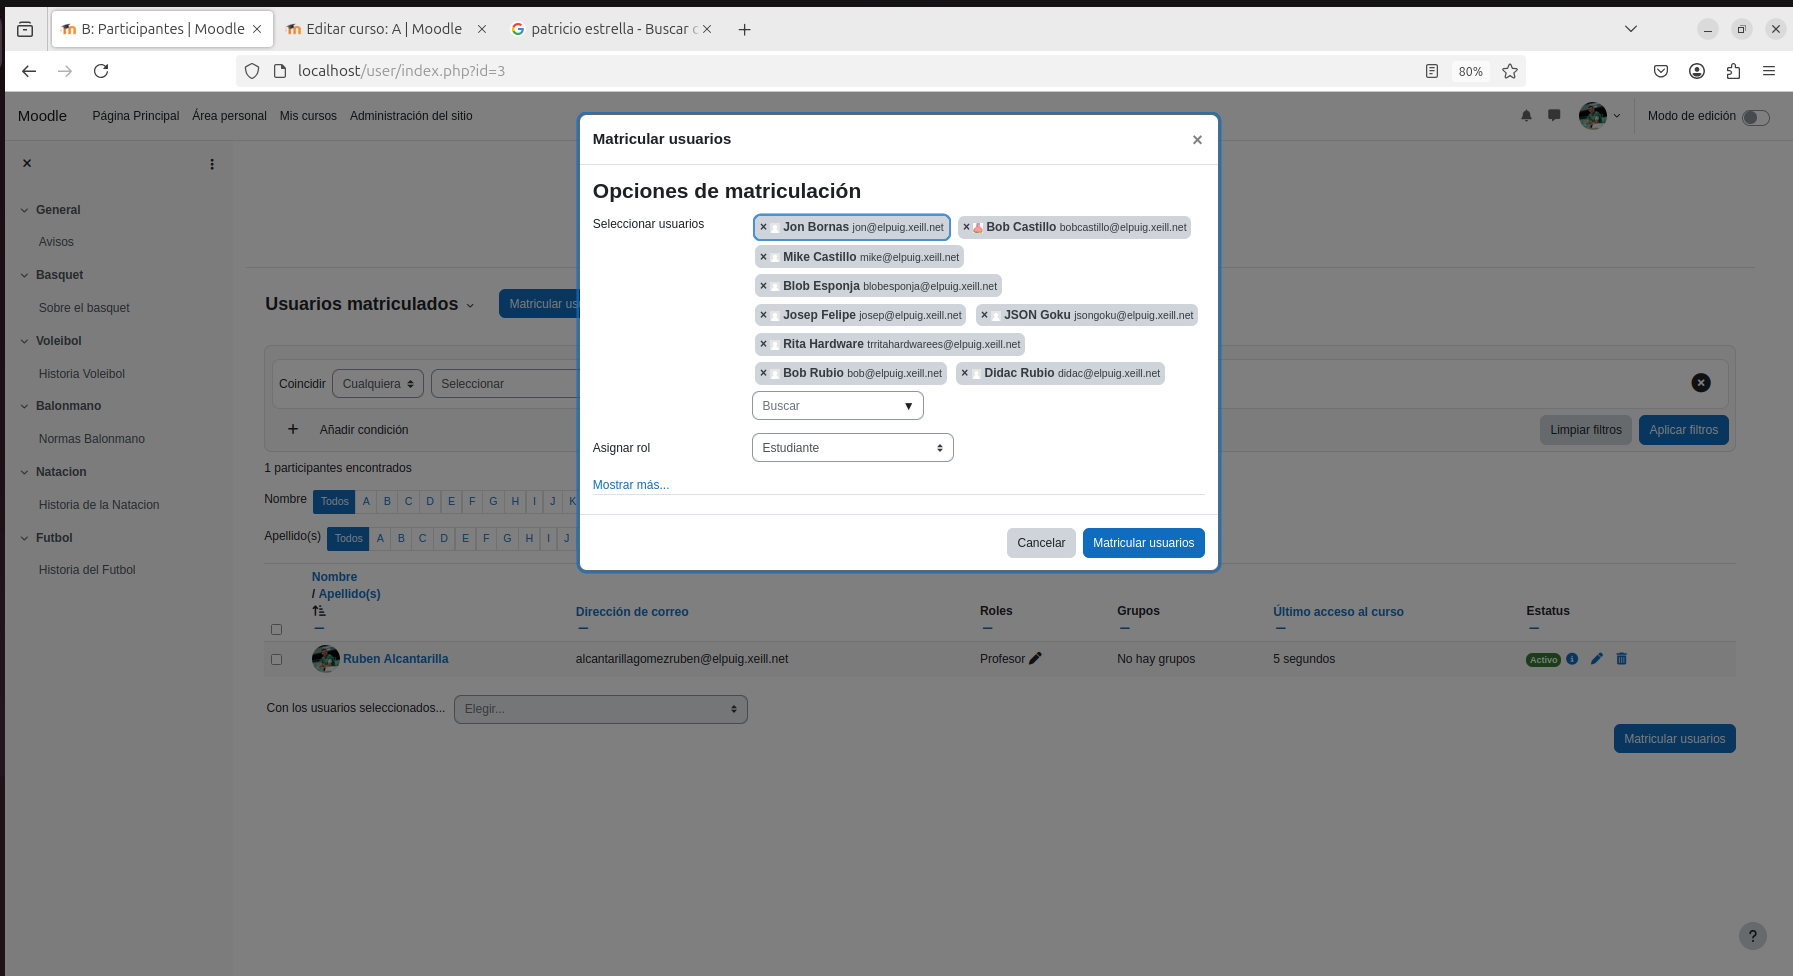 B: Participantes | Moodle
Editar curso: A | Moodle
patricio estrella - Buscar c
localhost/user/index.php?id=3
80%
Moodle
Página Principal
Área personal
Mis cursos
Administración del sitio
Modo de edición
General
Avisos
Basquet
Sobre el basquet
Voleibol
Historia Voleibol
Balonmano
Normas Balonmano
Natacion
Historia de la Natacion
Futbol
Historia del Futbol
Matricular usuarios
Opciones de matriculación
Seleccionar usuarios
× Jon Bornas jon@elpuig.xeill.net
× Bob Castillo bobcastillo@elpuig.xeill.net
× Mike Castillo mike@elpuig.xeill.net
× Blob Esponja blobesponja@elpuig.xeill.net
× Josep Felipe josep@elpuig.xeill.net
× JSON Goku jsongoku@elpuig.xeill.net
× Rita Hardware trritahardwarees@elpuig.xeill.net
× Bob Rubio bob@elpuig.xeill.net
× Didac Rubio didac@elpuig.xeill.net
Buscar
Asignar rol
Estudiante
Mostrar más...
Cancelar
Matricular usuarios
Usuarios matriculados
Matricular us
Coincidir
Cualquiera
Seleccionar
Añadir condición
Limpiar filtros
Aplicar filtros
1 participantes encontrados
Nombre
Todos A B C D E F G H I J K
Apellido(s)
Todos A B C D E F G H I J
Nombre
/ Apellido(s)
Dirección de correo
Roles
Grupos
Último acceso al curso
Estatus
Ruben Alcantarilla
alcantarillagomezruben@elpuig.xeill.net
Profesor
No hay grupos
5 segundos
Activo
Con los usuarios seleccionados...
Elegir...
Matricular usuarios
?